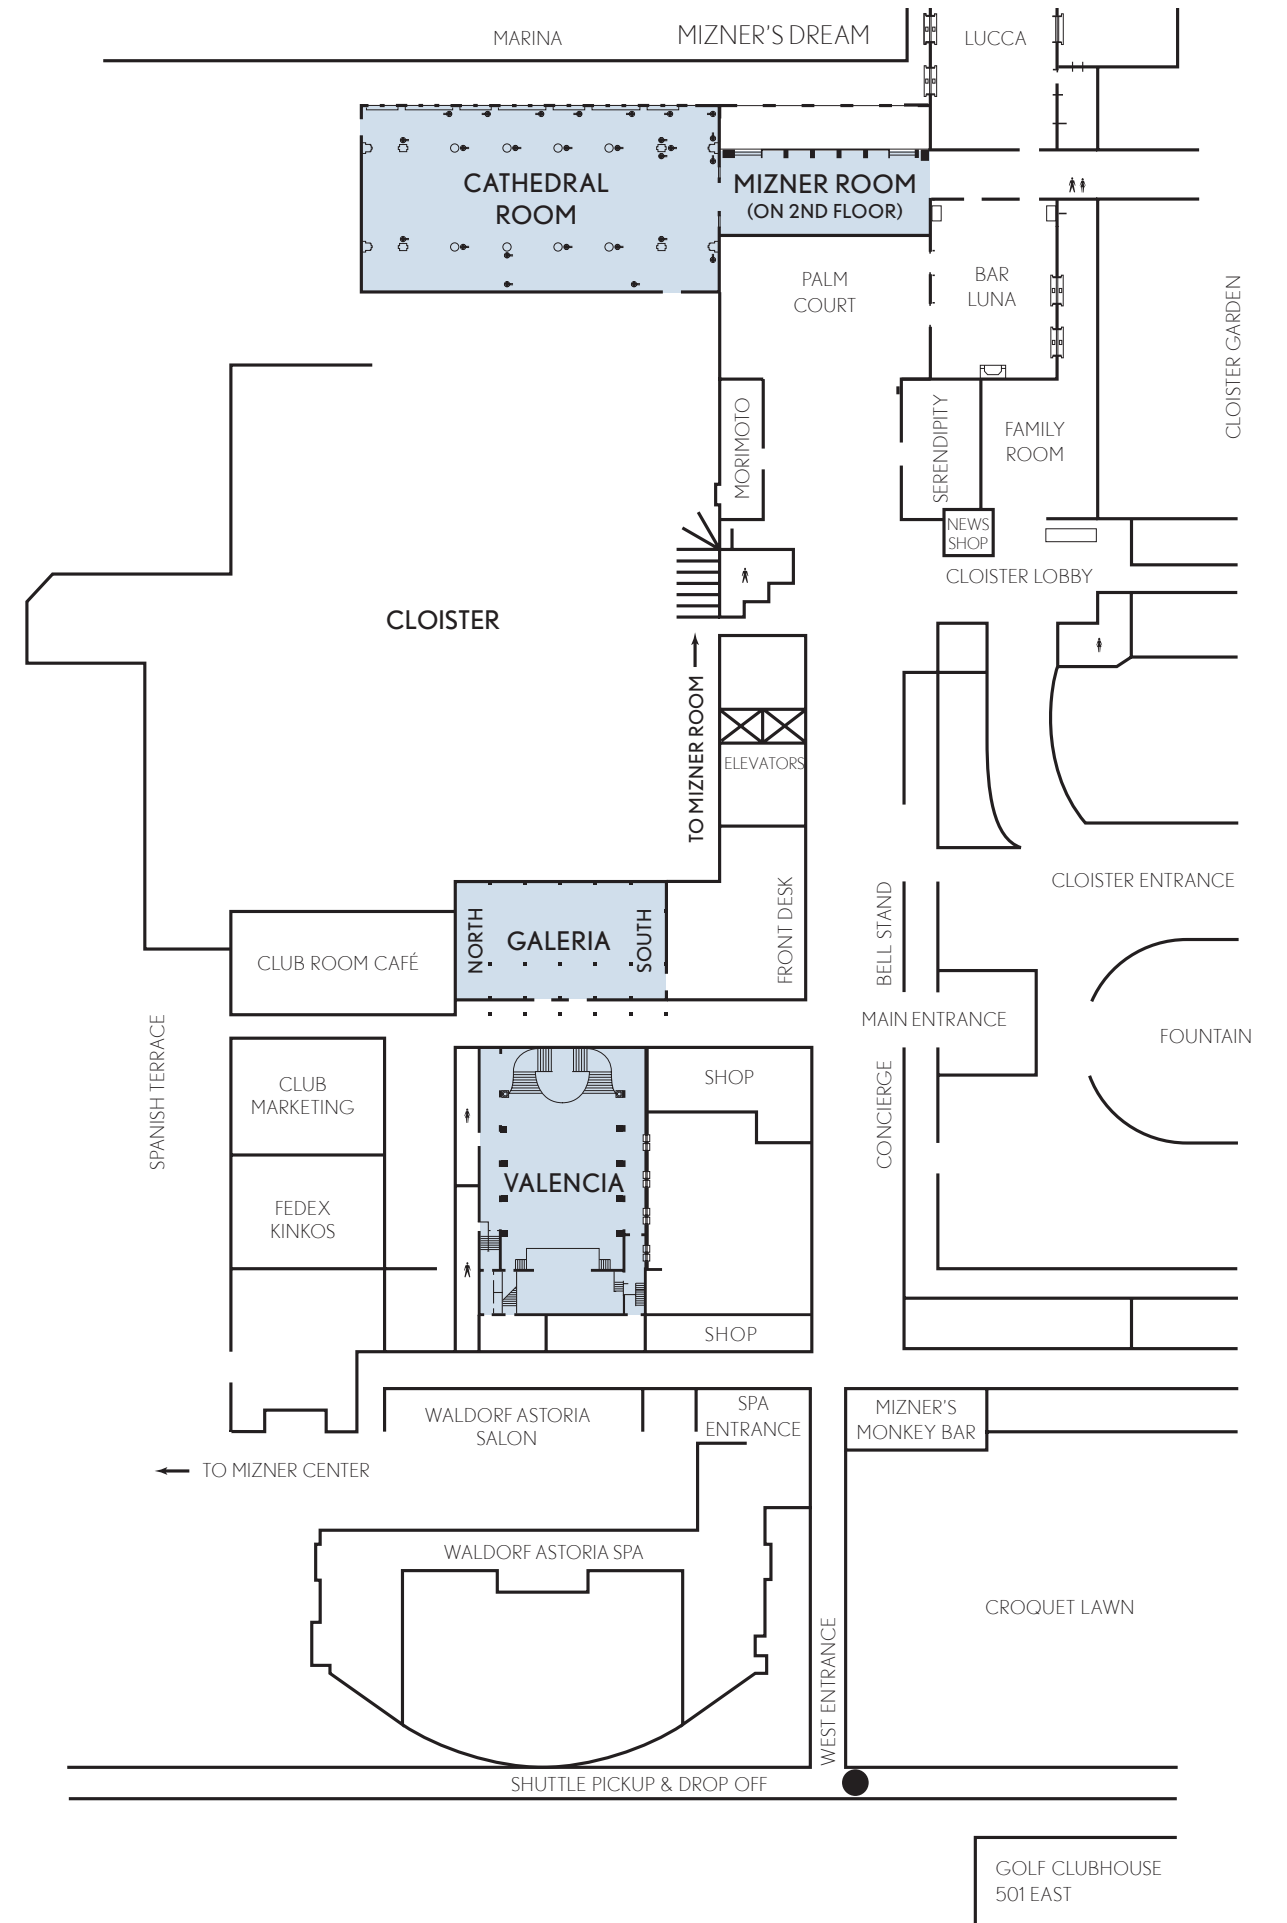 MARINA
MIZNER'S DREAM
LUCCA
CATHEDRAL
ROOM
MIZNER ROOM
(ON 2ND FLOOR)
PALM
COURT
BAR
LUNA
CLOISTER GARDEN
MORIMOTO
SERENDIPITY
FAMILY
ROOM
NEWS
SHOP
CLOISTER LOBBY
CLOISTER
TO MIZNER ROOM
ELEVATORS
CLOISTER ENTRANCE
NORTH
GALERIA
SOUTH
FRONT DESK
BELL STAND
CLUB ROOM CAFÉ
MAIN ENTRANCE
FOUNTAIN
SPANISH TERRACE
CLUB
MARKETING
SHOP
CONCIERGE
VALENCIA
FEDEX
KINKOS
SHOP
WALDORF ASTORIA
SALON
SPA
ENTRANCE
MIZNER'S
MONKEY BAR
TO MIZNER CENTER
WALDORF ASTORIA SPA
CROQUET LAWN
WEST ENTRANCE
SHUTTLE PICKUP & DROP OFF
GOLF CLUBHOUSE
501 EAST